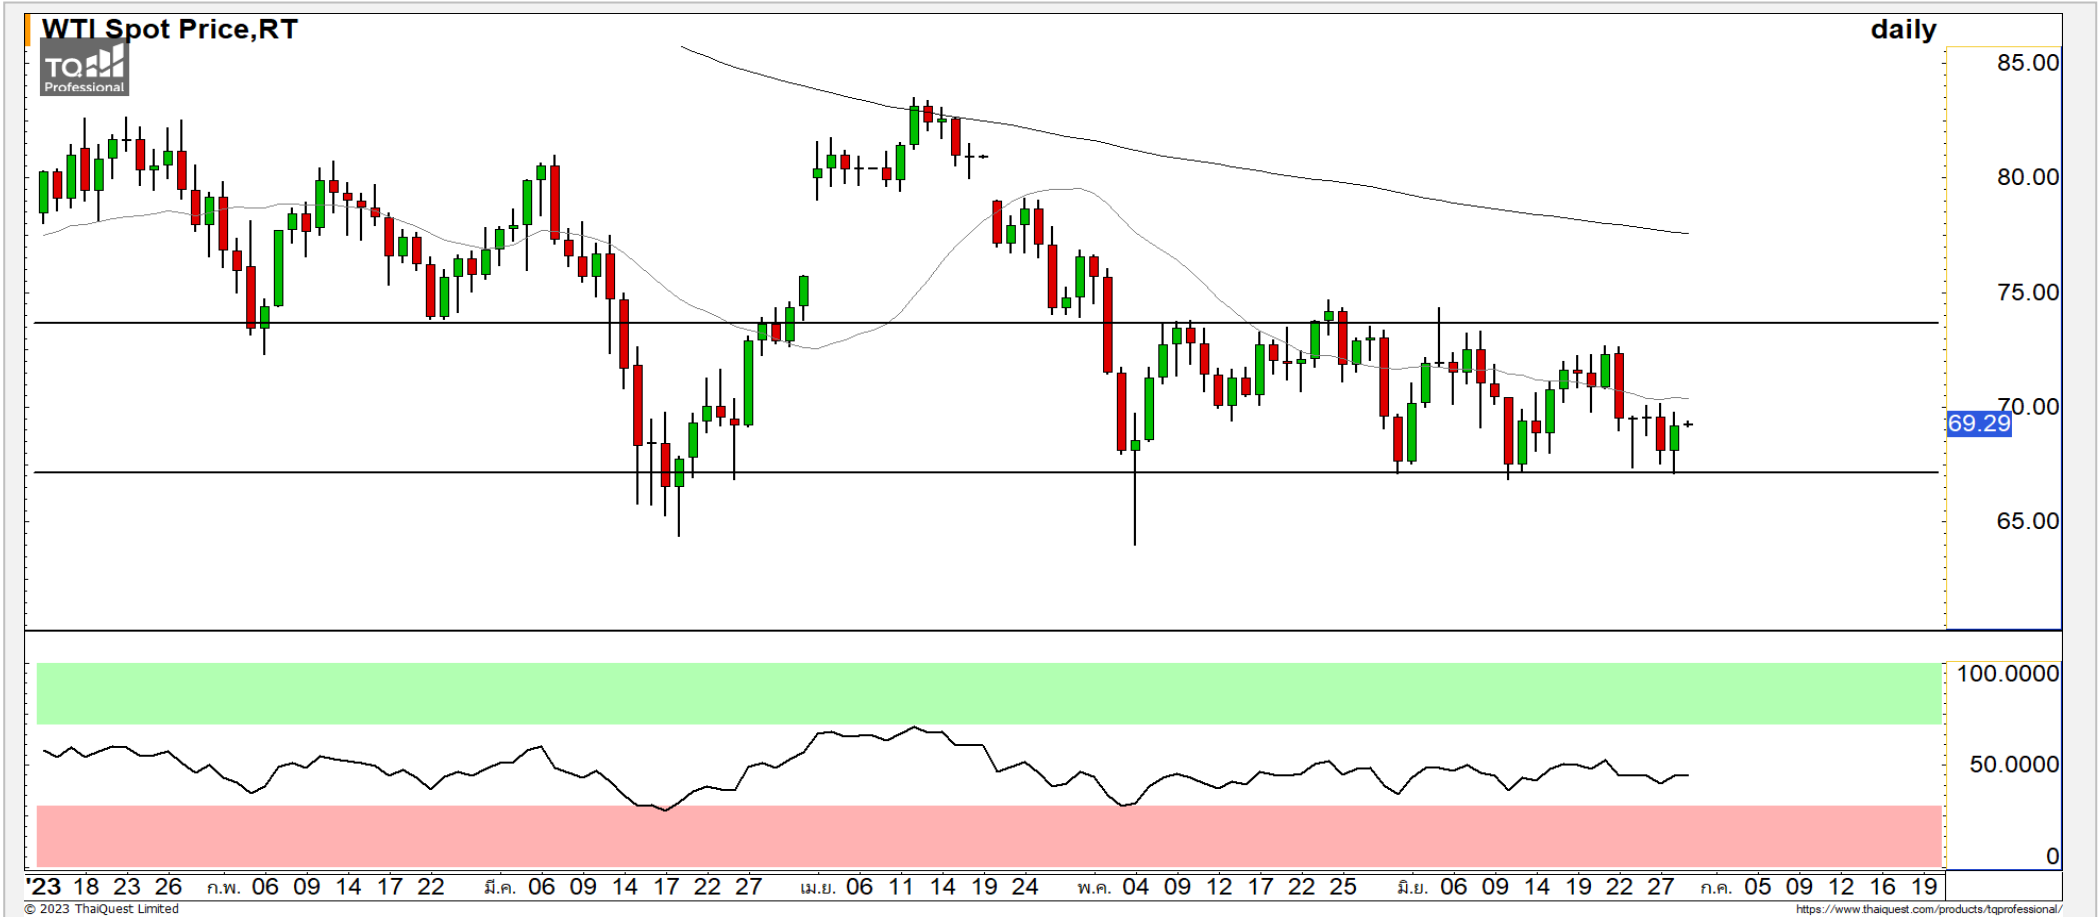 WTI Spot Price,RT
daily
TQ
Professional
85.00
80.00
75.00
70.00
69.29
65.00
100.0000
50.0000
0
'23 18 23 26 ก.พ. 06 09 14 17 22 มี.ค. 06 09 14 17 22 27 เม.ย. 06 11 14 19 24 พ.ค. 04 09 12 17 22 25 มิ.ย. 06 09 14 19 22 27 ก.ค. 05 09 12 16 19
© 2023 ThaiQuest Limited
https://www.thaiquest.com/products/tqprofessional/